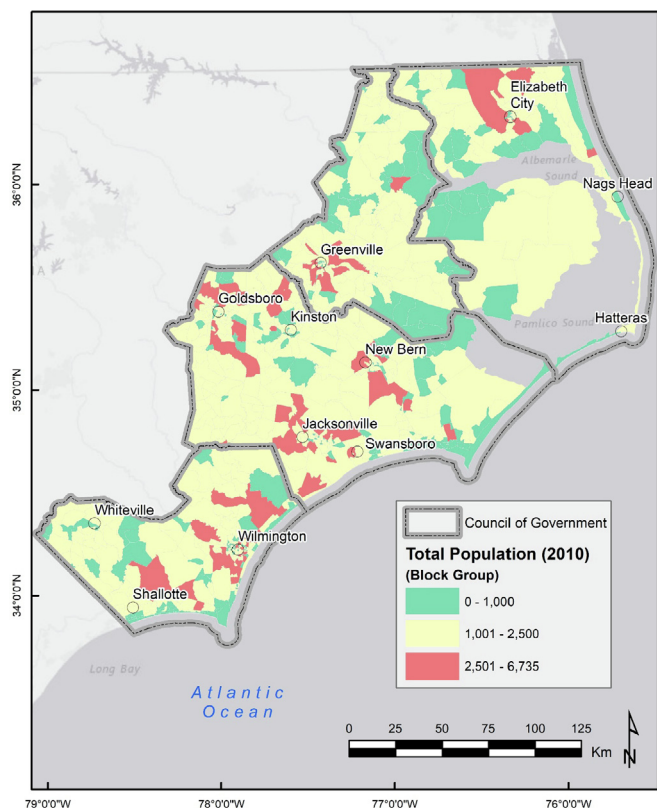 Elizabeth
City
Albemarle
Sound
36°0'0"N
Nags Head
Greenville
Goldsboro
Kinston
Pamlico Sound
Hatteras
New Bern
35°0'0"N
Jacksonville
Swansboro
Whiteville
Wilmington
34°0'0"N
Shallotte
Long Bay
Atlantic
Ocean
Council of Government
Total Population (2010)
(Block Group)
0 - 1,000
1,001 - 2,500
2,501 - 6,735
0 25 50 75 100 125
Km
N
79°0'0"W 78°0'0"W 77°0'0"W 76°0'0"W